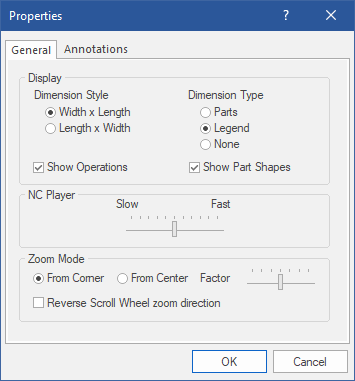 Properties
?
General Annotations
Display
Dimension Style Dimension Type
Width x Length Parts
Length x Width Legend
None
Show Operations Show Part Shapes
NC Player
Slow Fast
Zoom Mode
From Corner From Center Factor
Reverse Scroll Wheel zoom direction
OK Cancel